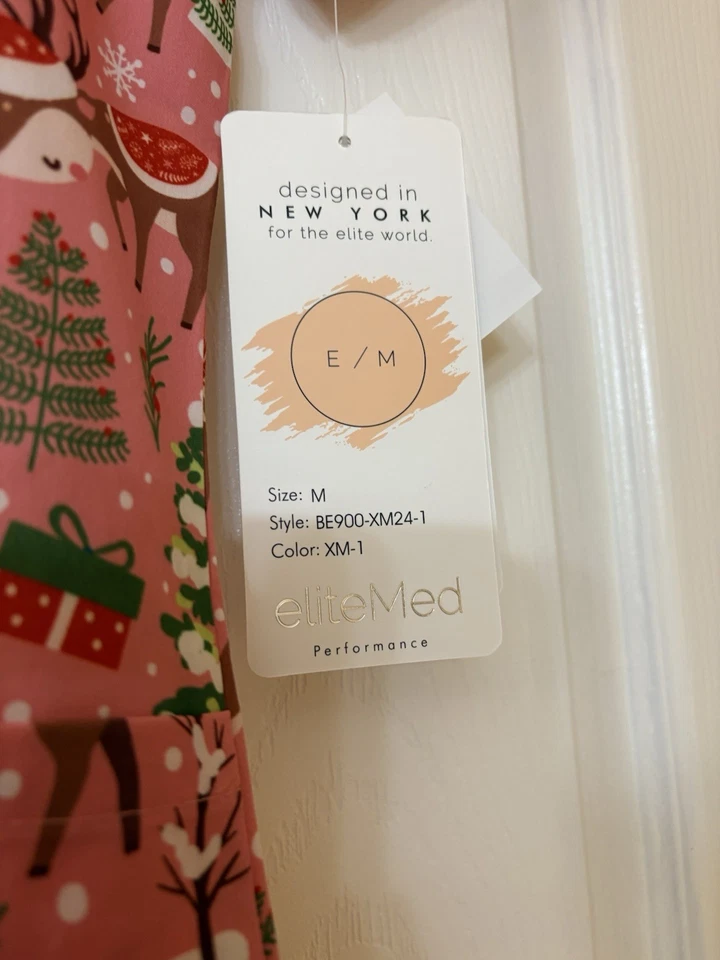 designed in
NEW YORK
for the elite world.
E / M
Size: M
Style: BE900-XM24-1
Color: XM-1
eliteMed
Performance